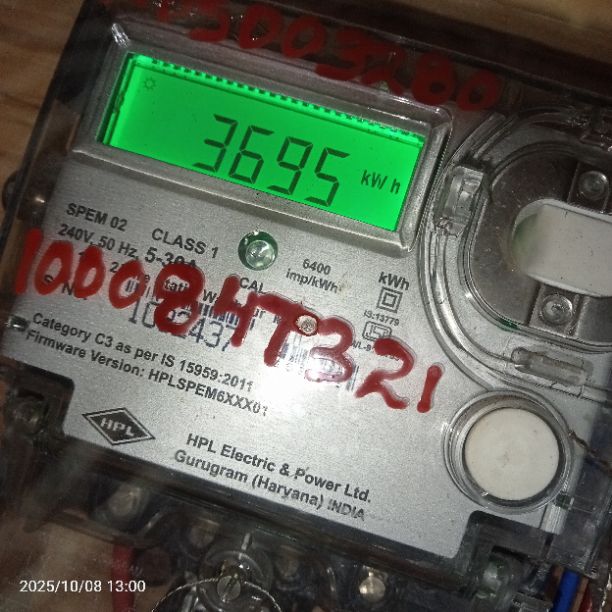 3695 kWh
SPEM 02
CLASS 1
240V, 50 Hz, 5-30A
CAL
6400
imp/kWh
kWh
IS:13779
1000847321
Category C3 as per IS 15959:2011
Firmware Version: HPLSPEM6XXX01
HPL
HPL Electric & Power Ltd.
Gurugram (Haryana) INDIA
2025/10/08 13:00